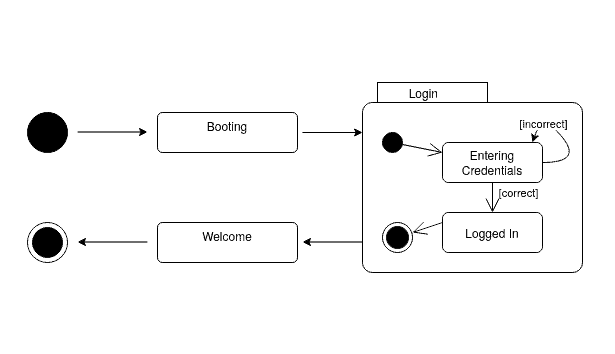 Login
Booting
[incorrect]
Entering
Credentials
[correct]
Welcome
Logged In